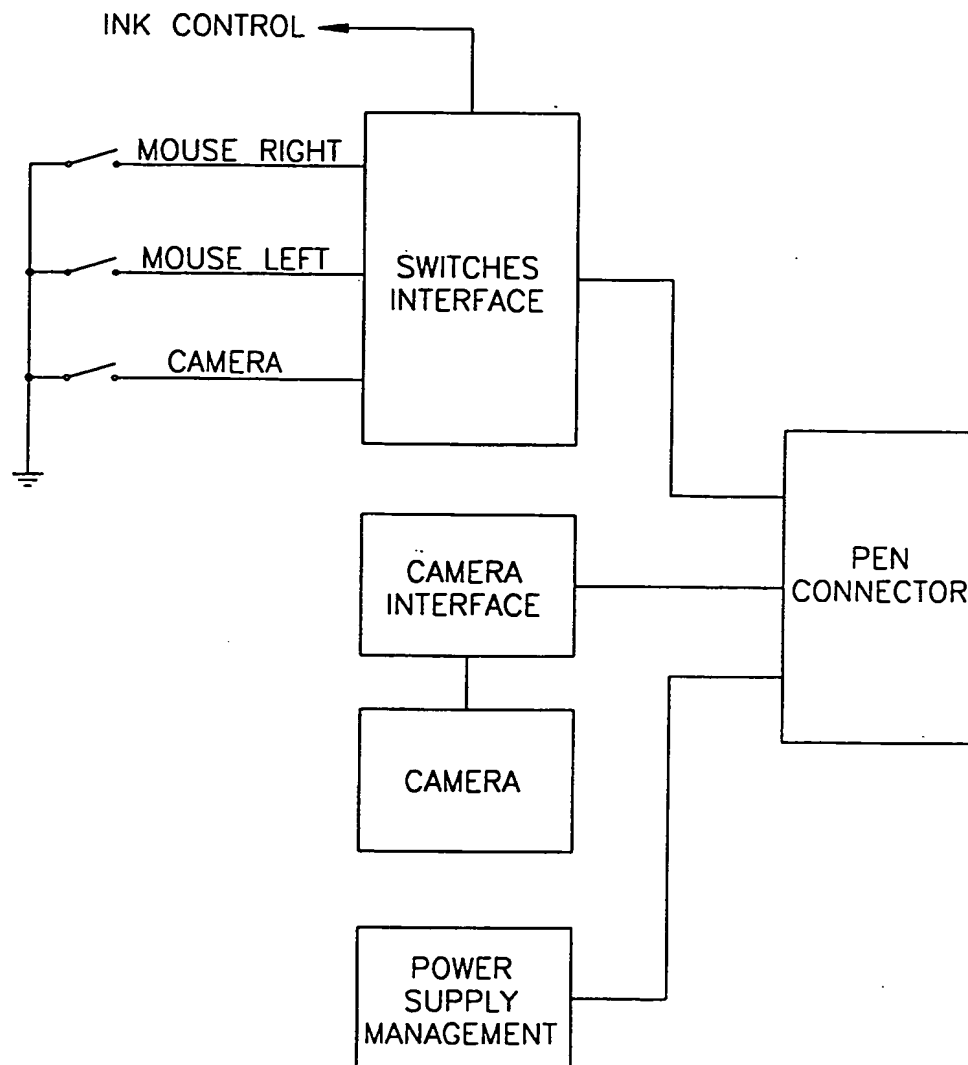 INK CONTROL
MOUSE RIGHT
MOUSE LEFT
CAMERA
SWITCHES
INTERFACE
CAMERA
INTERFACE
PEN
CONNECTOR
CAMERA
POWER
SUPPLY
MANAGEMENT